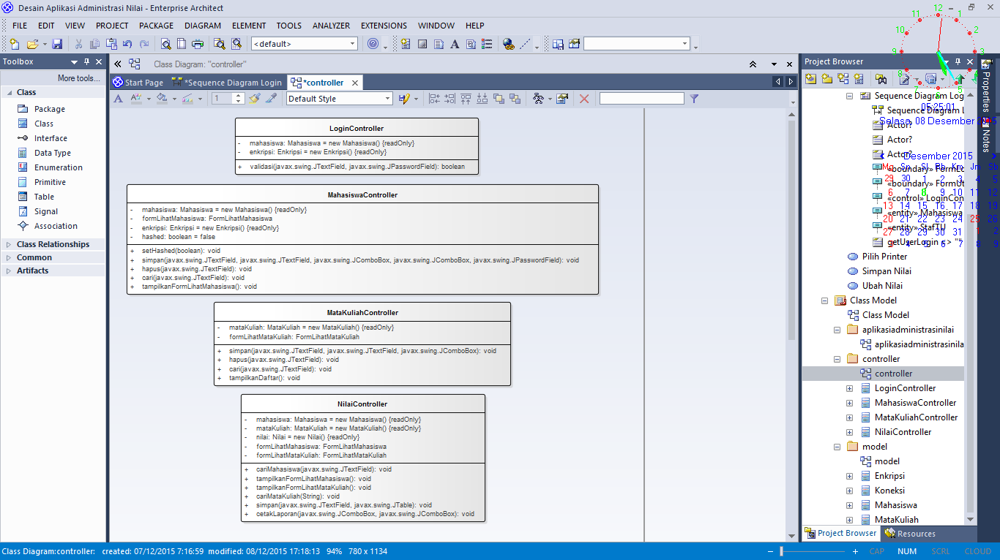 Desain Aplikasi Administrasi Nilai - Enterprise Architect
FILE EDIT VIEW PROJECT PACKAGE DIAGRAM ELEMENT TOOLS ANALYZER EXTENSIONS WINDOW HELP
<default>
Toolbox
More tools...
Class
Package
Class
Interface
Data Type
Enumeration
Primitive
Table
Signal
Association
Class Relationships
Common
Artifacts
Class Diagram: "controller"
Start Page *Sequence Diagram Login *controller
1 Default Style
LoginController
- mahasiswa: Mahasiswa = new Mahasiswa() {readOnly}
- enkripsi: Enkripsi = new Enkripsi() {readOnly}
+ validasi(javax.swing.JTextField, javax.swing.JPasswordField): boolean
MahasiswaController
- mahasiswa: Mahasiswa = new Mahasiswa() {readOnly}
- formLihatMahasiswa: FormLihatMahasiswa
- enkripsi: Enkripsi = new Enkripsi() {readOnly}
- hashed: boolean = false
+ setHashed(boolean): void
+ simpan(javax.swing.JTextField, javax.swing.JTextField, javax.swing.JComboBox, javax.swing.JComboBox, javax.swing.JPasswordField): void
+ hapus(javax.swing.JTextField): void
+ cari(javax.swing.JTextField): void
+ tampilkanFormLihatMahasiswa(): void
MataKuliahController
- mataKuliah: MataKuliah = new MataKuliah() {readOnly}
- formLihatMataKuliah: FormLihatMataKuliah
+ simpan(javax.swing.JTextField, javax.swing.JTextField, javax.swing.JComboBox): void
+ hapus(javax.swing.JTextField): void
+ cari(javax.swing.JTextField): void
+ tampilkanDaftar(): void
NilaiController
- mahasiswa: Mahasiswa = new Mahasiswa() {readOnly}
- mataKuliah: MataKuliah = new MataKuliah() {readOnly}
- nilai: Nilai = new Nilai() {readOnly}
- formLihatMahasiswa: FormLihatMahasiswa
- formLihatMataKuliah: FormLihatMataKuliah
+ cariMahasiswa(javax.swing.JTextField): void
+ tampilkanFormLihatMahasiswa(): void
+ tampilkanFormLihatMataKuliah(): void
+ cariMataKuliah(String): void
+ simpan(javax.swing.JTextField, javax.swing.JTable): void
+ cetakLaporan(javax.swing.JComboBox, javax.swing.JComboBox): void
Project Browser
12
11 1
10 2
9 3
8
7 6 5
Sequence Diagram Log
Sequence Diagram L
05:25:01
Selasa, 08 Desember 2015
Actor?
Actor?
Actor?
Desember 2015
Mg Sn Sl Rb Km Jm Sb
29 30 1 2 3 4 5
6 7 8 9 10 11 12
13 14 15 16 17 18 19
20 21 22 23 24 25 26
27 28 29 30 31 1 2
3 4 5 6 7 8 9
«boundary» FormLo
«boundary» FormUt
«control» LoginCon
«entity» Mahasiswa
«entity» StafTU
getUserLogin <> ""
Pilih Printer
Simpan Nilai
Ubah Nilai
Class Model
Class Model
aplikasiadministrasinilai
aplikasiadministrasinila
controller
controller
LoginController
MahasiswaController
MataKuliahController
NilaiController
model
model
Enkripsi
Koneksi
Mahasiswa
MataKuliah
Project Browser Resources
Properties
Notes
Class Diagram:controller: created: 07/12/2015 7:16:59 modified: 08/12/2015 17:18:13 94% 780 x 1134
CAP NUM SCRL CLOUD